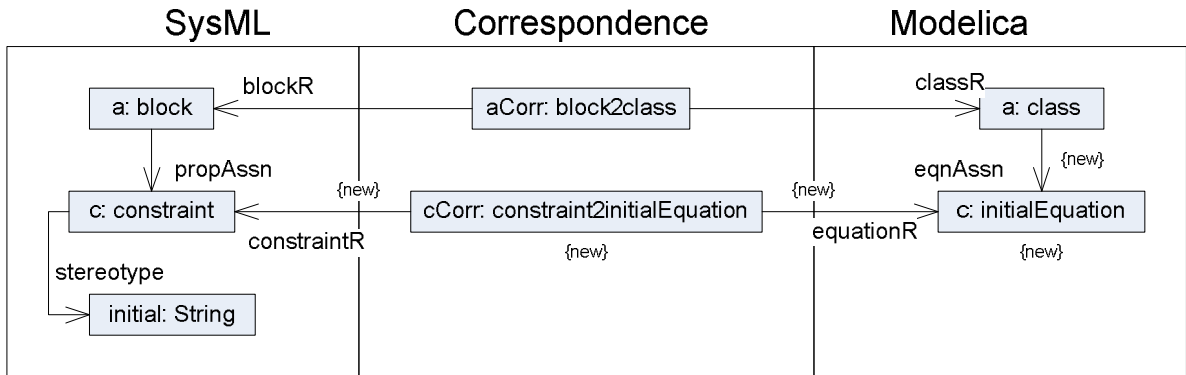 SysML
Correspondence
Modelica
blockR
classR
a: block
aCorr: block2class
a: class
propAssn
{new}
{new}
eqnAssn
{new}
c: constraint
cCorr: constraint2initialEquation
c: initialEquation
constraintR
{new}
equationR
{new}
stereotype
initial: String